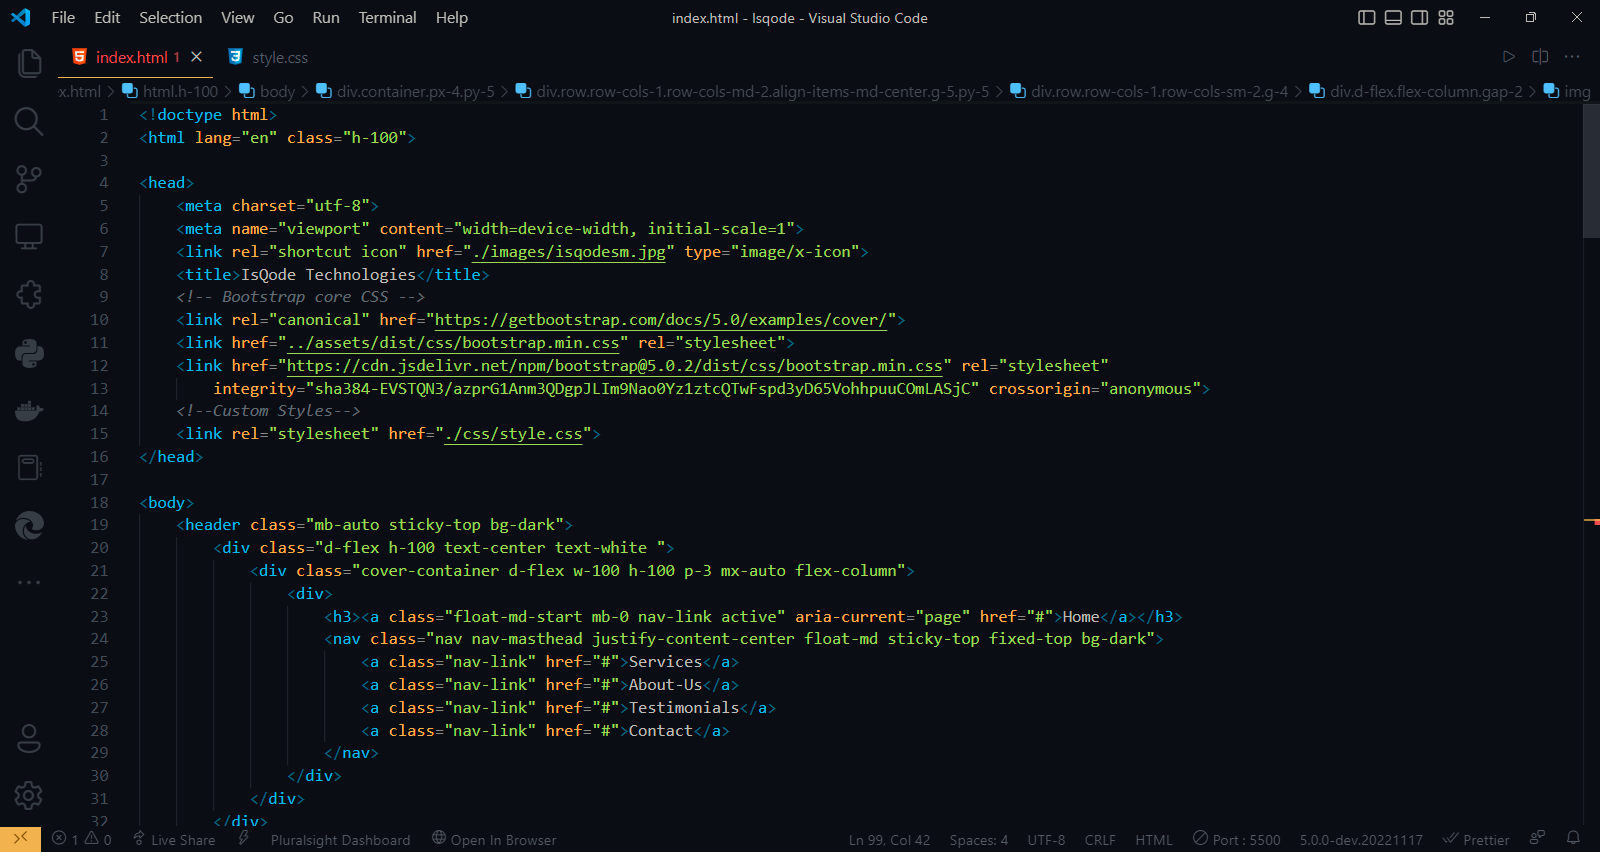 File Edit Selection View Go Run Terminal Help index.html - Isqode - Visual Studio Code
index.html 1 style.css
x.html > html.h-100 > body > div.container.px-4.py-5 > div.row.row-cols-1.row-cols-md-2.align-items-md-center.g-5.py-5 > div.row.row-cols-1.row-cols-sm-2.g-4 > div.d-flex.flex-column.gap-2 > img
1 <!doctype html>
2 <html lang="en" class="h-100">
3
4 <head>
5 <meta charset="utf-8">
6 <meta name="viewport" content="width=device-width, initial-scale=1">
7 <link rel="shortcut icon" href="./images/isqodesm.jpg" type="image/x-icon">
8 <title>IsQode Technologies</title>
9 <!-- Bootstrap core CSS -->
10 <link rel="canonical" href="https://getbootstrap.com/docs/5.0/examples/cover/">
11 <link href="../assets/dist/css/bootstrap.min.css" rel="stylesheet">
12 <link href="https://cdn.jsdelivr.net/npm/bootstrap@5.0.2/dist/css/bootstrap.min.css" rel="stylesheet"
13 integrity="sha384-EVSTQN3/azprG1Anm3QDgpJLIm9Nao0Yz1ztcQTwFspd3yD65VohhpuuCOmLASjC" crossorigin="anonymous">
14 <!--Custom Styles-->
15 <link rel="stylesheet" href="./css/style.css">
16 </head>
17
18 <body>
19 <header class="mb-auto sticky-top bg-dark">
20 <div class="d-flex h-100 text-center text-white ">
21 <div class="cover-container d-flex w-100 h-100 p-3 mx-auto flex-column">
22 <div>
23 <h3><a class="float-md-start mb-0 nav-link active" aria-current="page" href="#">Home</a></h3>
24 <nav class="nav nav-masthead justify-content-center float-md sticky-top fixed-top bg-dark">
25 <a class="nav-link" href="#">Services</a>
26 <a class="nav-link" href="#">About-Us</a>
27 <a class="nav-link" href="#">Testimonials</a>
28 <a class="nav-link" href="#">Contact</a>
29 </nav>
30 </div>
31 </div>
32 </div>
1 0 Live Share Pluralsight Dashboard Open In Browser Ln 99, Col 42 Spaces: 4 UTF-8 CRLF HTML Port : 5500 5.0.0-dev.20221117 Prettier